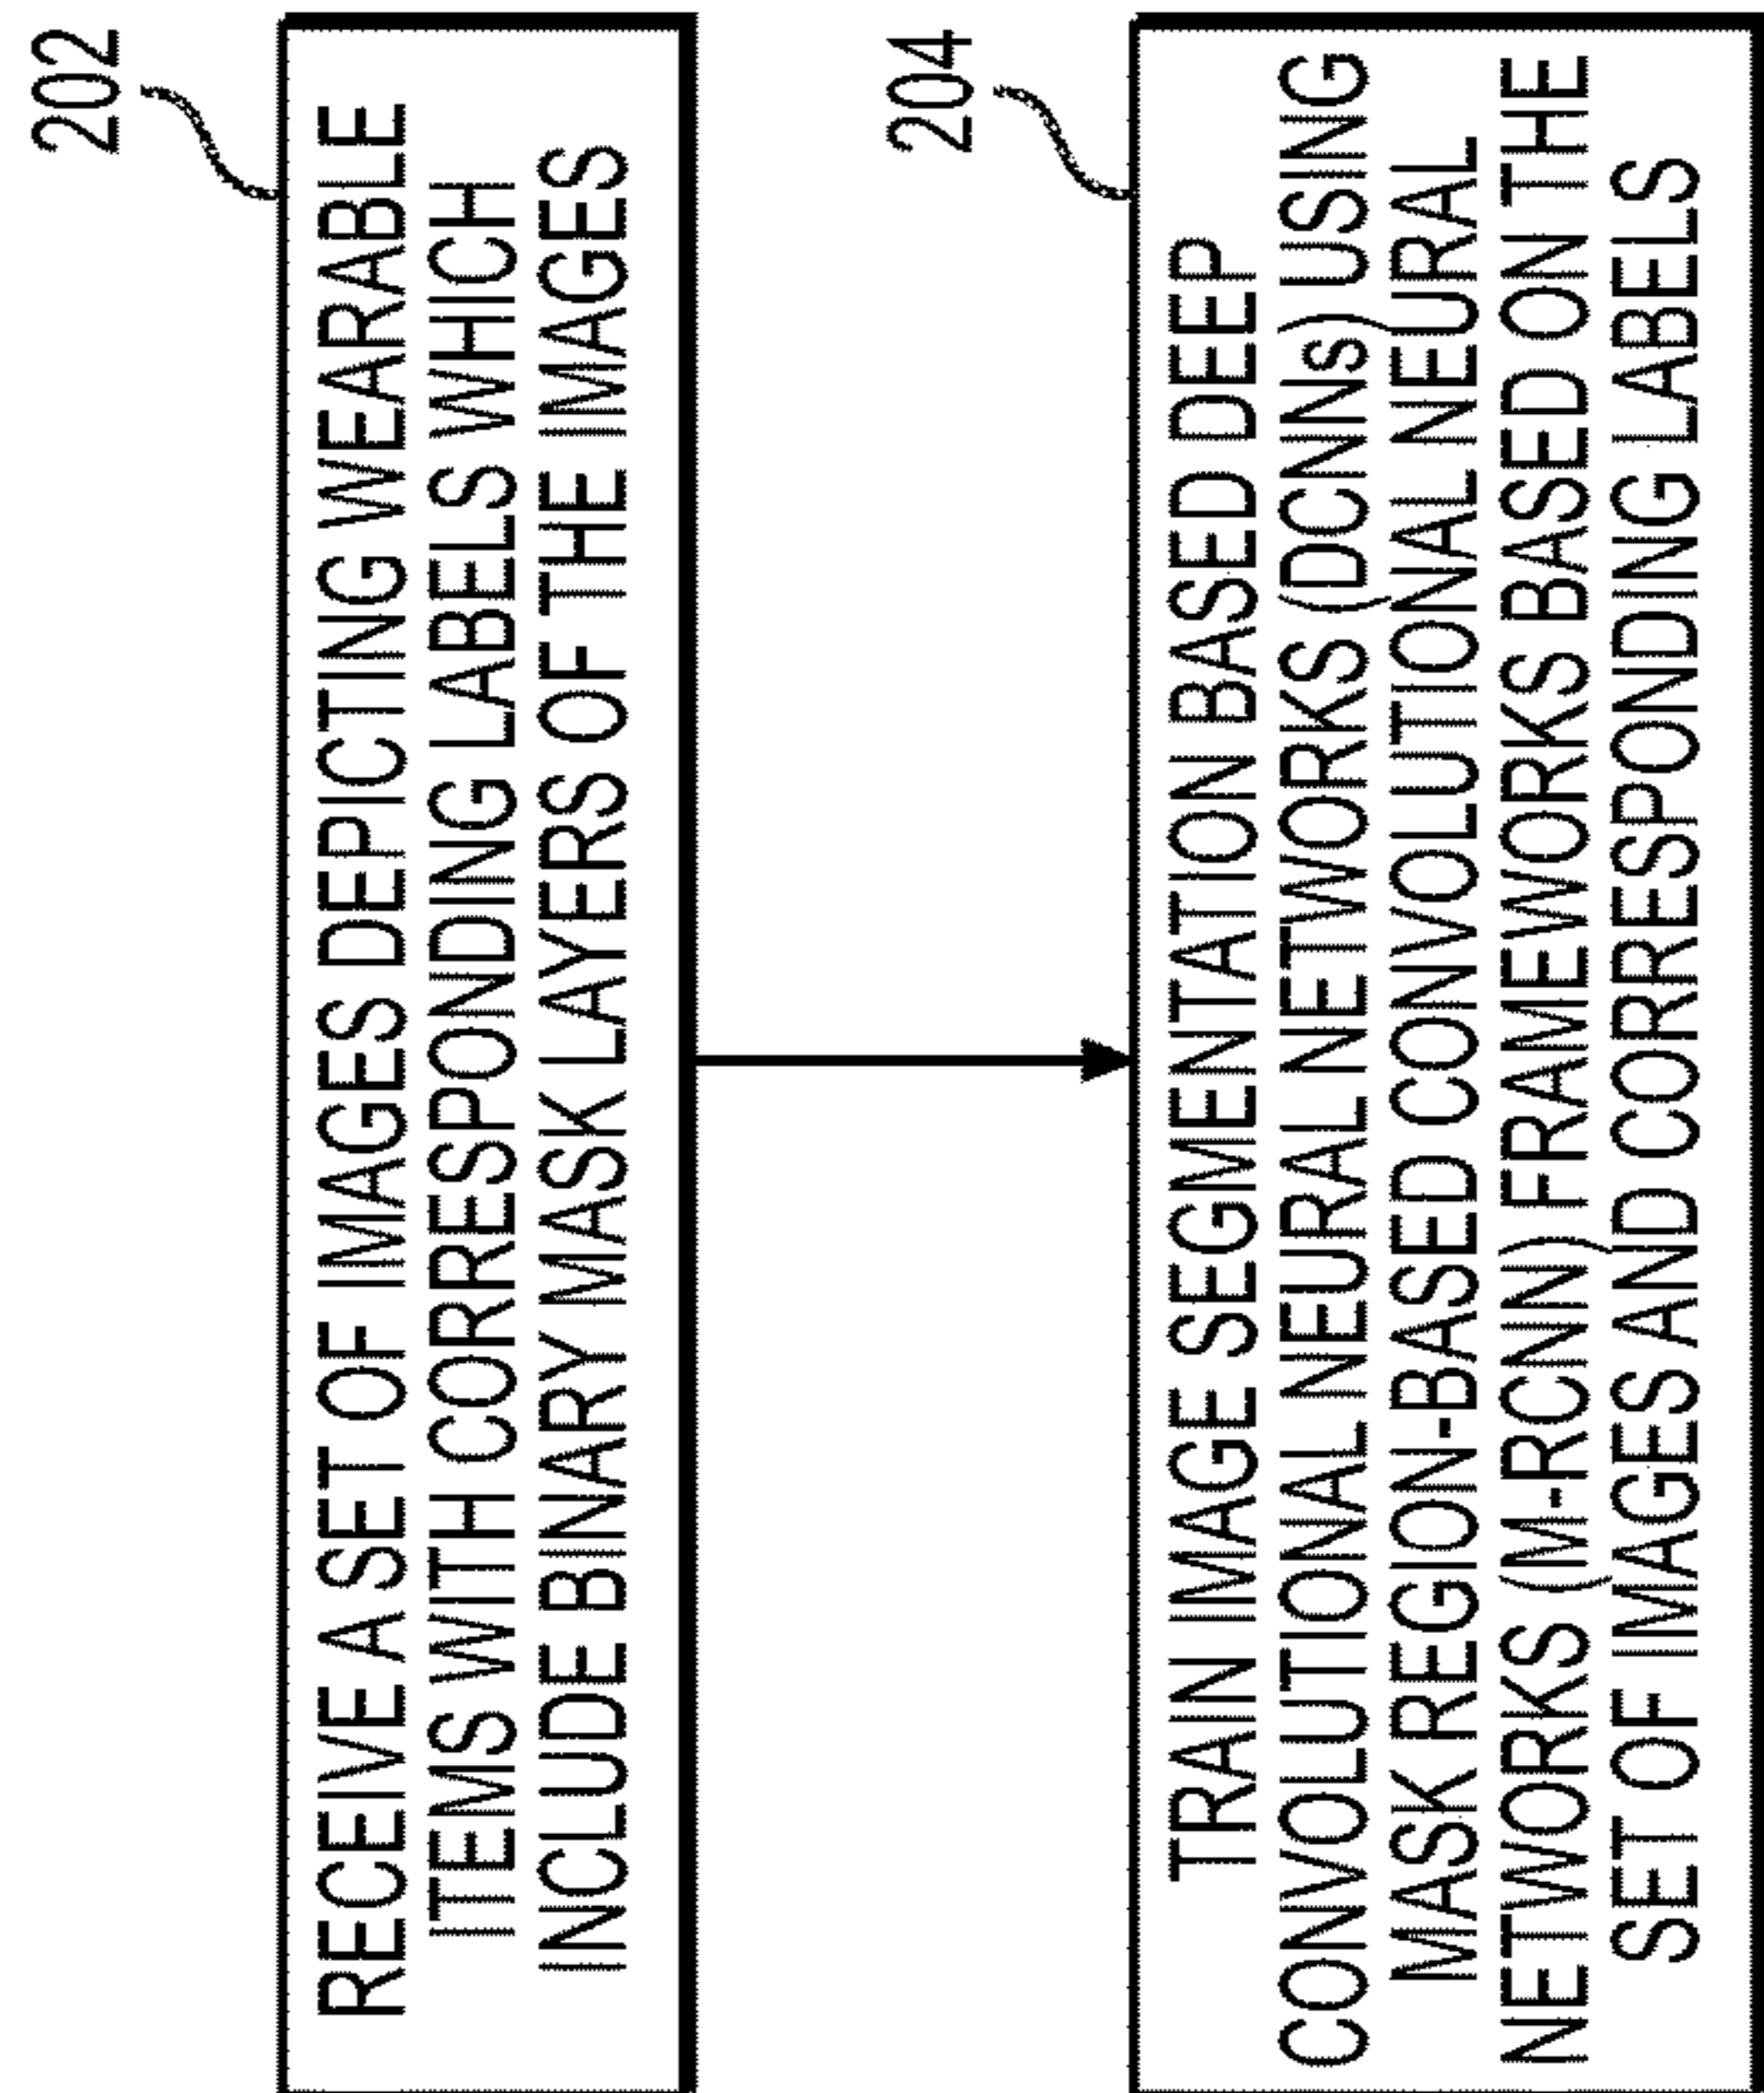 202
RECEIVE A SET OF IMAGES DEPICTING WEARABLE
ITEMS WITH CORRESPONDING LABELS WHICH
INCLUDE BINARY MASK LAYERS OF THE IMAGES
204
TRAIN IMAGE SEGMENTATION BASED DEEP
CONVOLUTIONAL NEURAL NETWORKS (DCNNs) USING
MASK REGION-BASED CONVOLUTIONAL NEURAL
NETWORKS (M-RCNN) FRAMEWORKS BASED ON THE
SET OF IMAGES AND CORRESPONDING LABELS